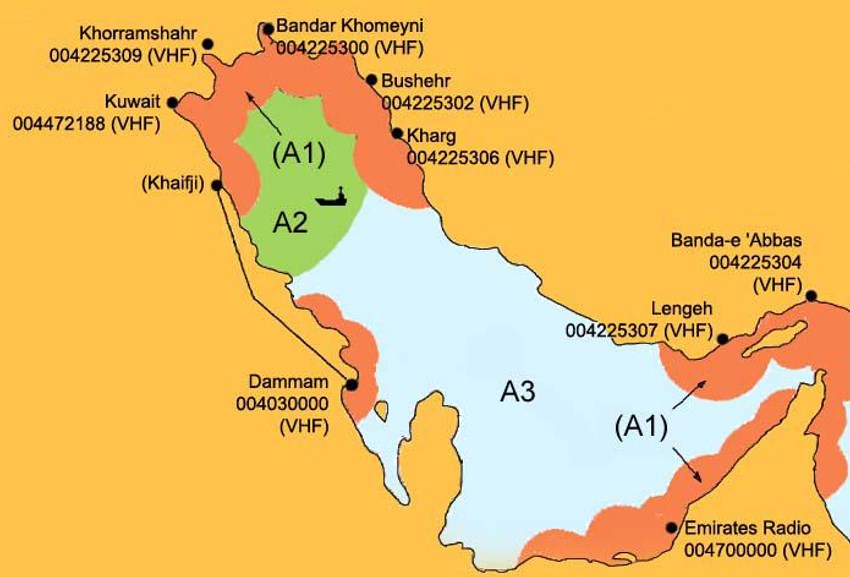 Khorramshahr
004225309 (VHF)
Bandar Khomeyni
004225300 (VHF)
Bushehr
004225302 (VHF)
Kuwait
004472188 (VHF)
Kharg
004225306 (VHF)
(A1)
(Khaifji)
A2
Banda-e 'Abbas
004225304
(VHF)
Lengeh
004225307 (VHF)
Dammam
004030000
(VHF)
A3
(A1)
Emirates Radio
004700000 (VHF)